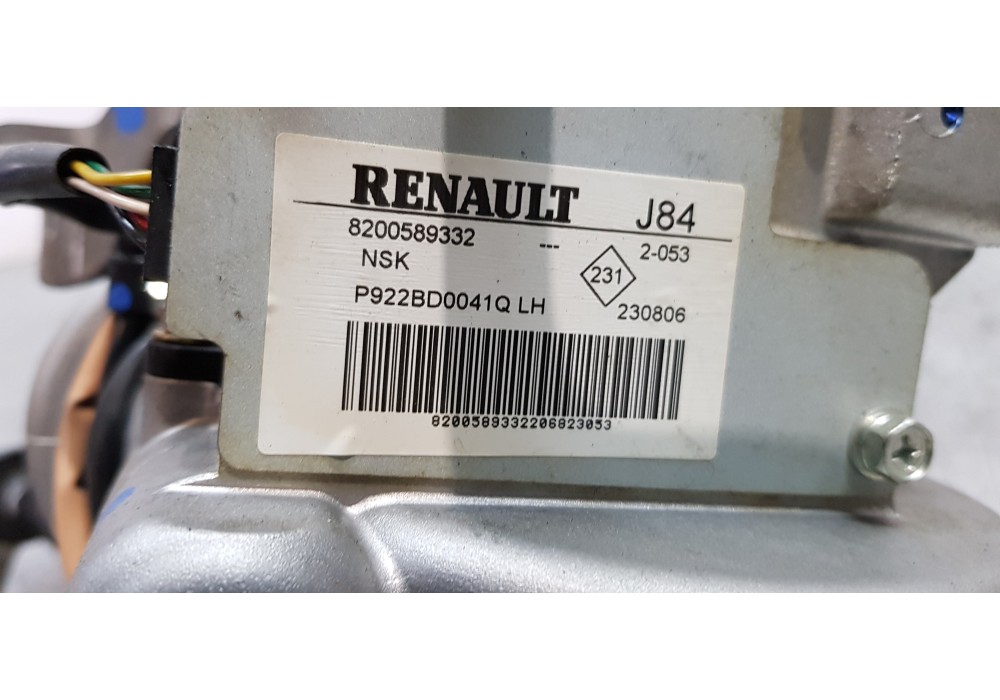 RENAULT J84
8200589332 --- 2-053
NSK 231
P922BD0041Q LH 230806
8200589332206823053